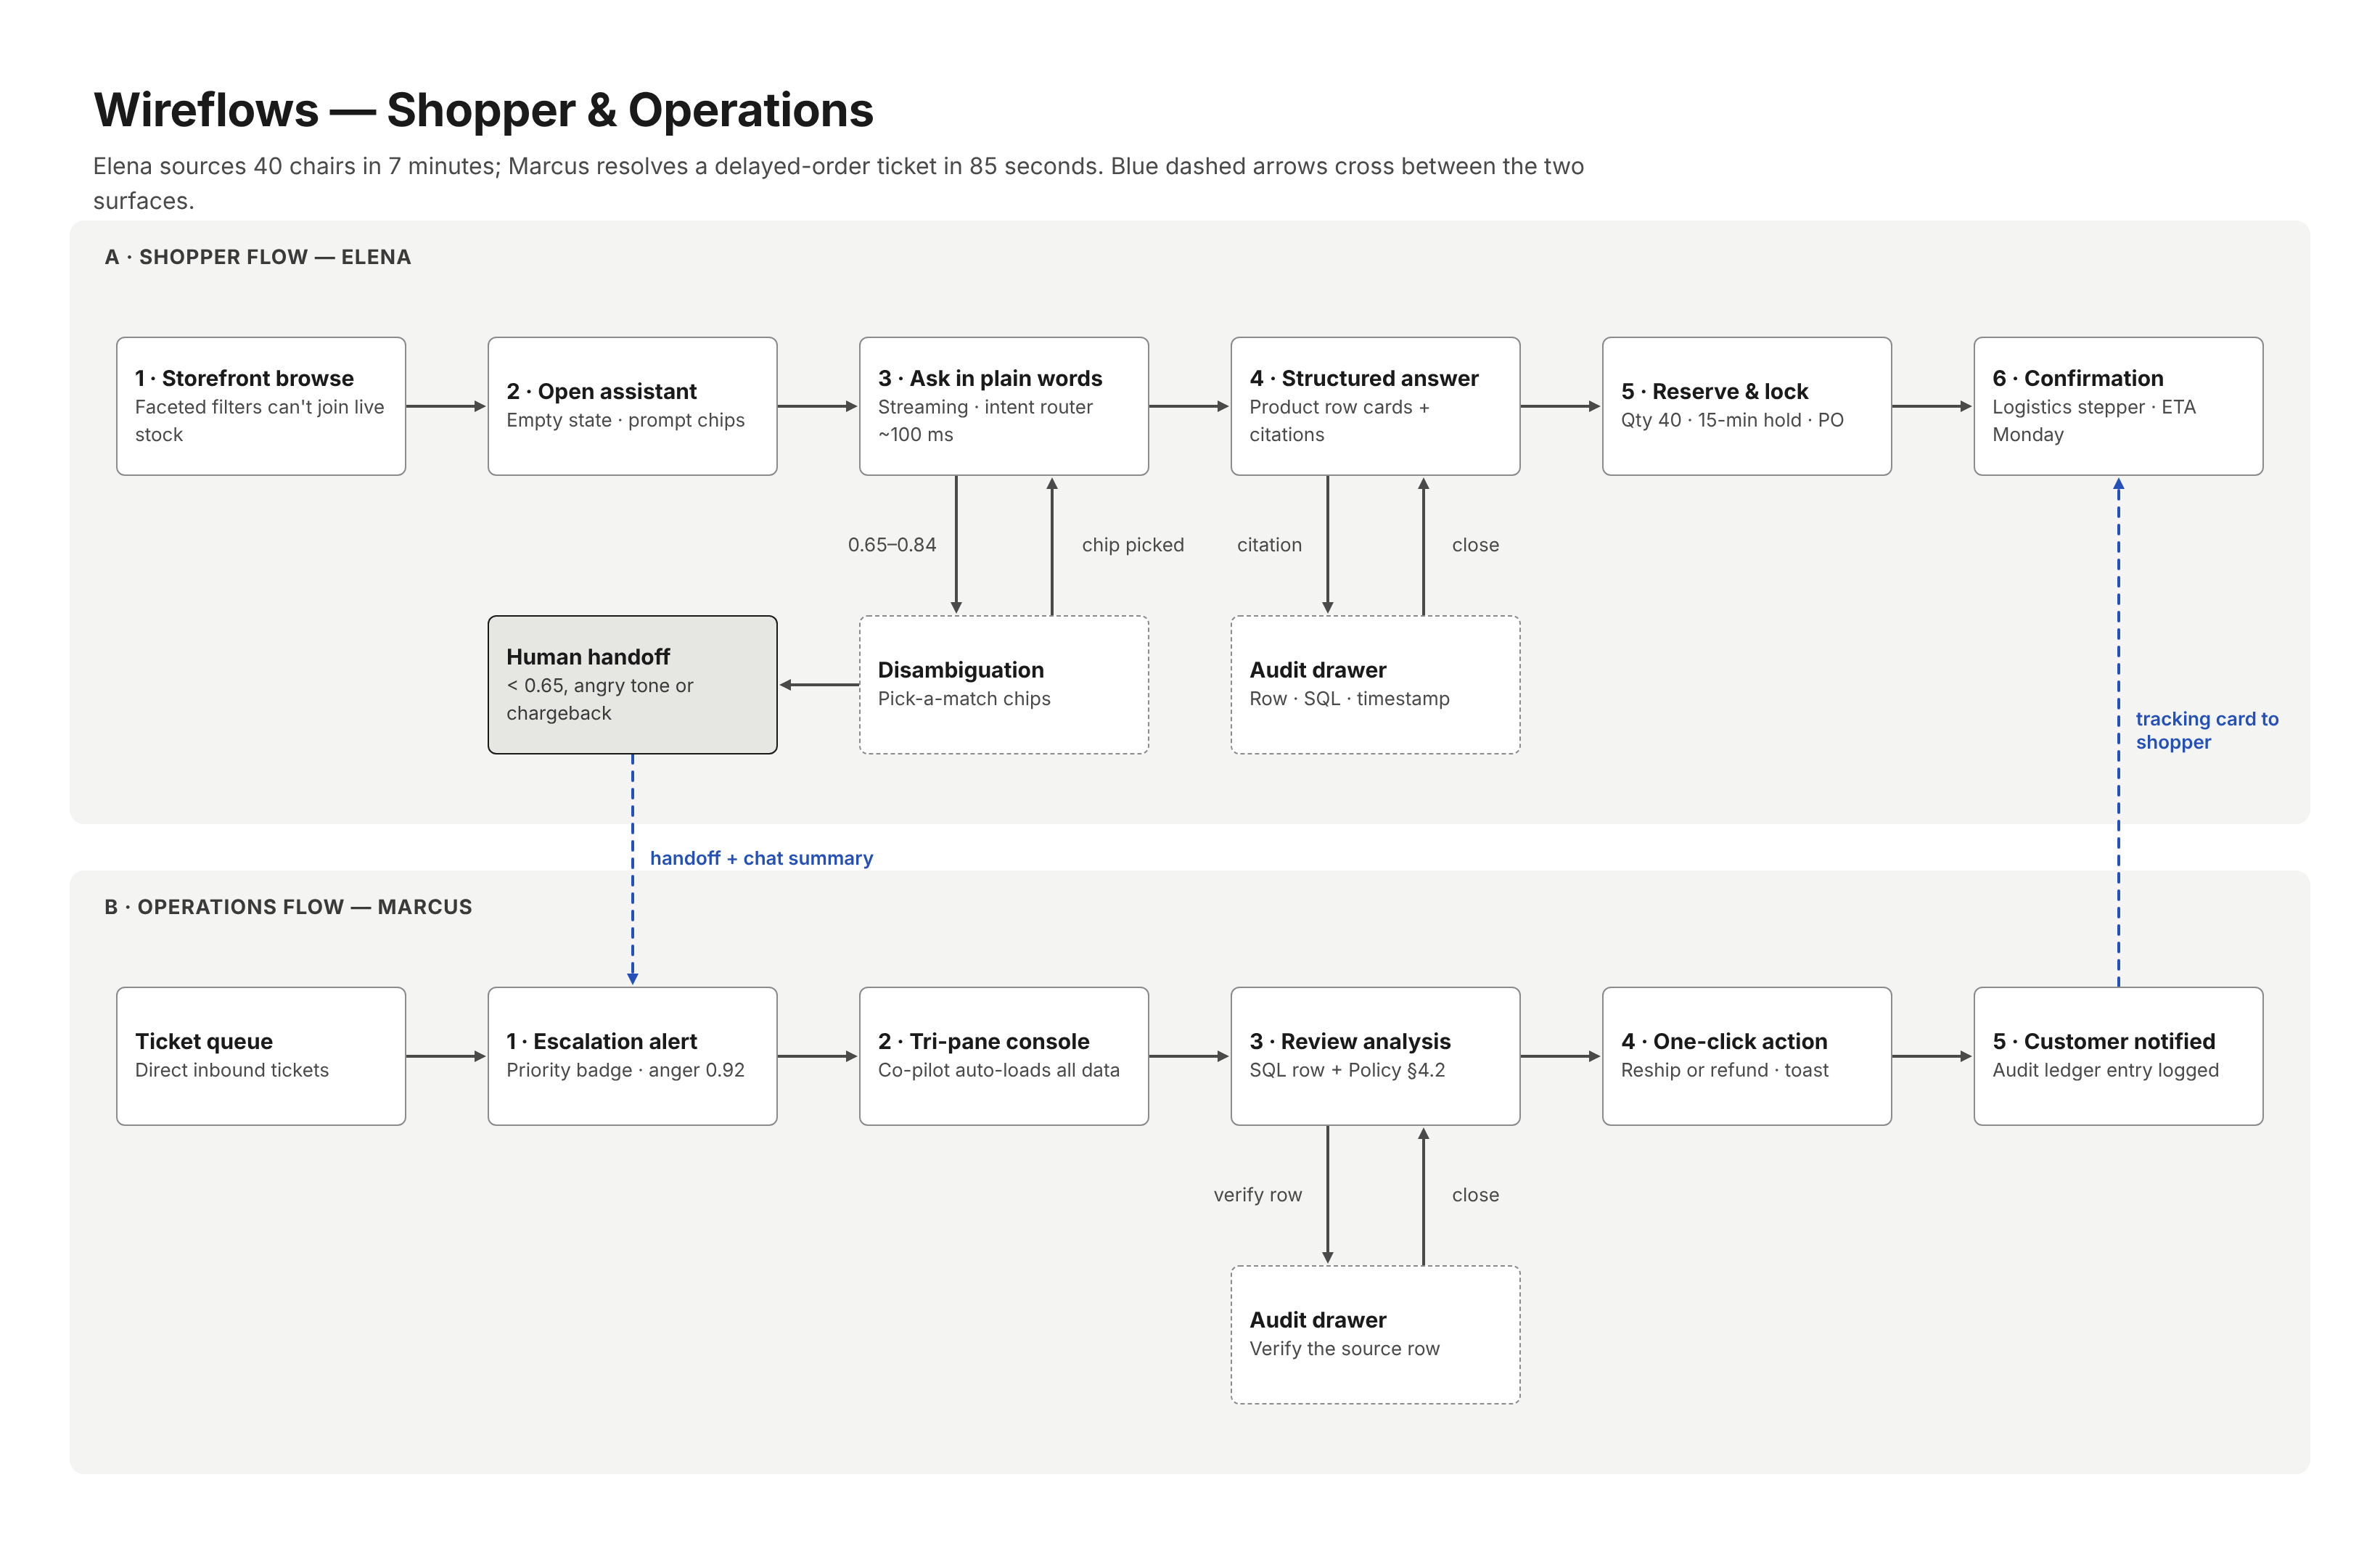 Wireflows — Shopper & Operations
Elena sources 40 chairs in 7 minutes; Marcus resolves a delayed-order ticket in 85 seconds. Blue dashed arrows cross between the two
surfaces.
A · SHOPPER FLOW — ELENA
1 · Storefront browse
Faceted filters can't join live
stock
2 · Open assistant
Empty state · prompt chips
3 · Ask in plain words
Streaming · intent router
~100 ms
4 · Structured answer
Product row cards +
citations
5 · Reserve & lock
Qty 40 · 15-min hold · PO
6 · Confirmation
Logistics stepper · ETA
Monday
0.65–0.84
chip picked
citation
close
Human handoff
< 0.65, angry tone or
chargeback
Disambiguation
Pick-a-match chips
Audit drawer
Row · SQL · timestamp
tracking card to
shopper
handoff + chat summary
B · OPERATIONS FLOW — MARCUS
Ticket queue
Direct inbound tickets
1 · Escalation alert
Priority badge · anger 0.92
2 · Tri-pane console
Co-pilot auto-loads all data
3 · Review analysis
SQL row + Policy §4.2
4 · One-click action
Reship or refund · toast
5 · Customer notified
Audit ledger entry logged
verify row
close
Audit drawer
Verify the source row